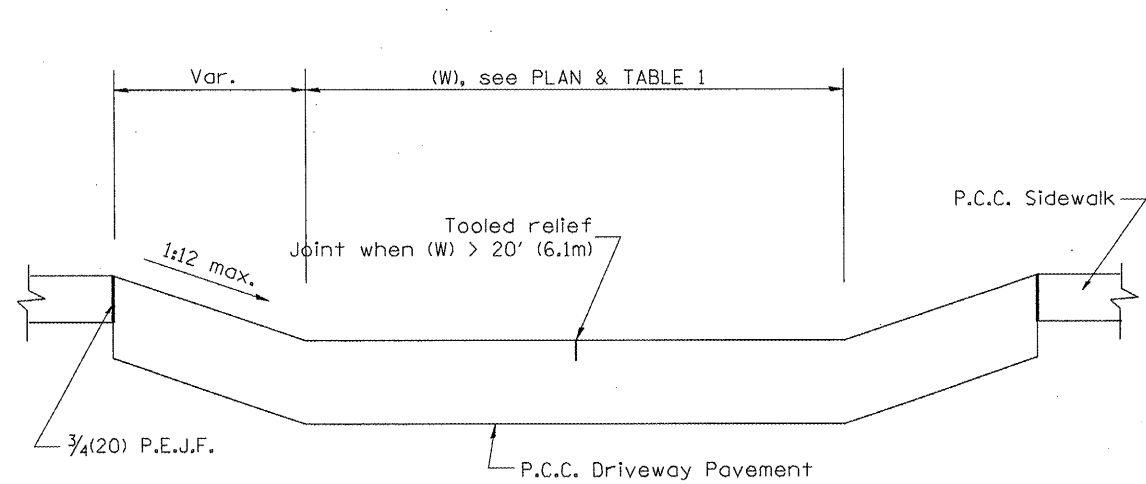 Var.
(W), see PLAN & TABLE 1
P.C.C. Sidewalk
Tooled relief
Joint when (W) > 20' (6.1m)
1:12 max.
¾(20) P.E.J.F.
P.C.C. Driveway Pavement